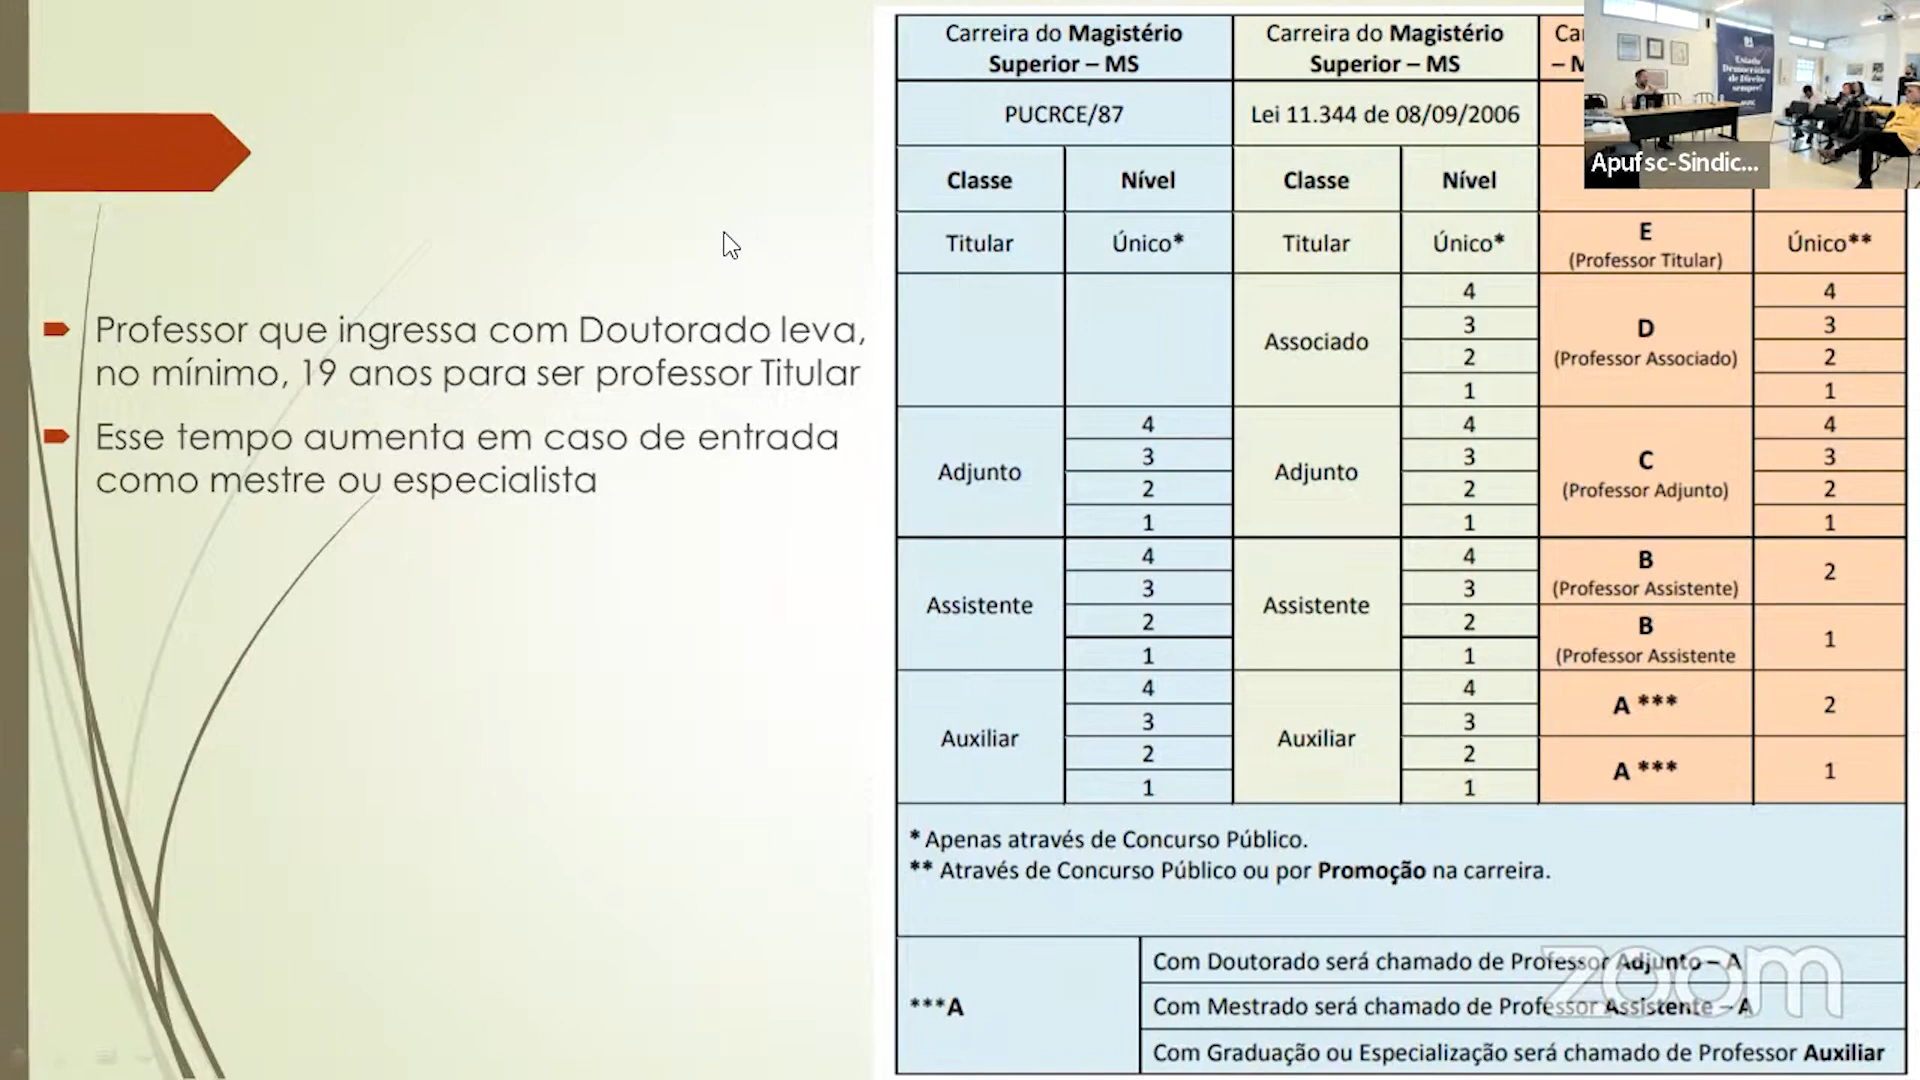 Professor que ingressa com Doutorado leva,
no mínimo, 19 anos para ser professor Titular
Esse tempo aumenta em caso de entrada
como mestre ou especialista
Carreira do Magistério
Superior – MS
Carreira do Magistério
Superior – MS
PUCRCE/87
Lei 11.344 de 08/09/2006
Classe
Nível
Classe
Nível
Titular
Único*
Titular
Único*
E
(Professor Titular)
Único**
Associado
4
3
2
1
D
(Professor Associado)
4
3
2
1
Adjunto
4
3
2
1
Adjunto
4
3
2
1
C
(Professor Adjunto)
4
3
2
1
Assistente
4
3
2
1
Assistente
4
3
2
1
B
(Professor Assistente)
2
B
(Professor Assistente
1
Auxiliar
4
3
2
1
Auxiliar
4
3
2
1
A ***
2
A ***
1
* Apenas através de Concurso Público.
** Através de Concurso Público ou por Promoção na carreira.
***A
Com Doutorado será chamado de Professor Adjunto – A
Com Mestrado será chamado de Professor Assistente – A
Com Graduação ou Especialização será chamado de Professor Auxiliar
Estado
Democrático
de Direito
sempre!
Apufsc-Sindic...
zoom